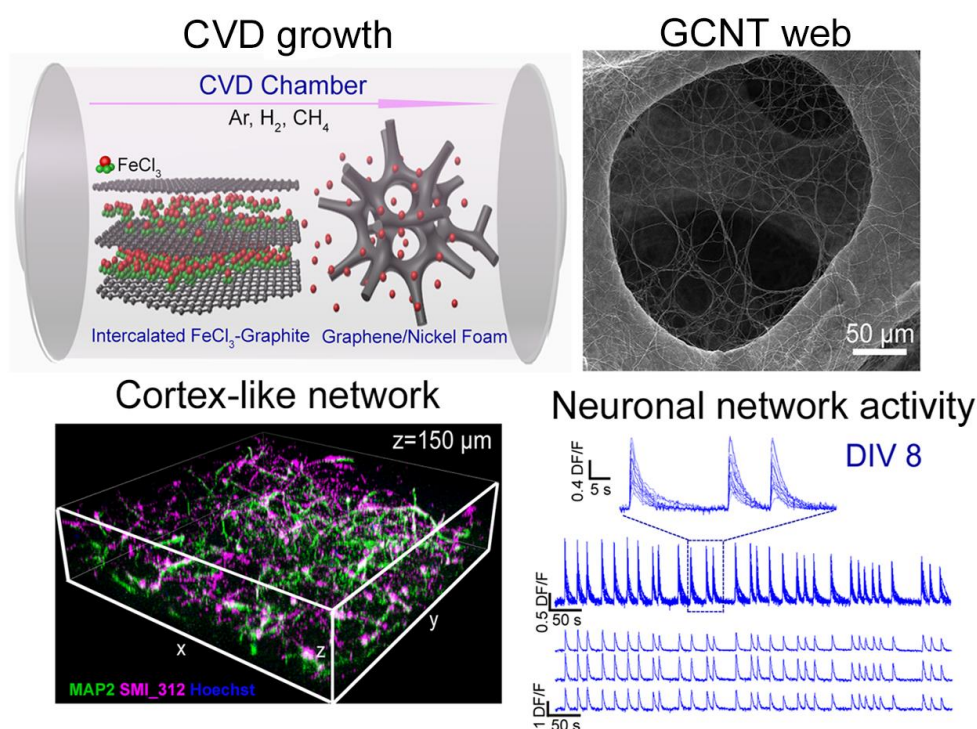 CVD growth
CVD Chamber
Ar, H₂, CH₄
FeCl₃
Intercalated FeCl₃-Graphite
Graphene/Nickel Foam
GCNT web
50 µm
Cortex-like network
z=150 µm
x
y
z
MAP2 SMI_312 Hoechst
Neuronal network activity
DIV 8
0.4 DF/F
5 s
0.5 DF/F
50 s
1 DF/F
50 s